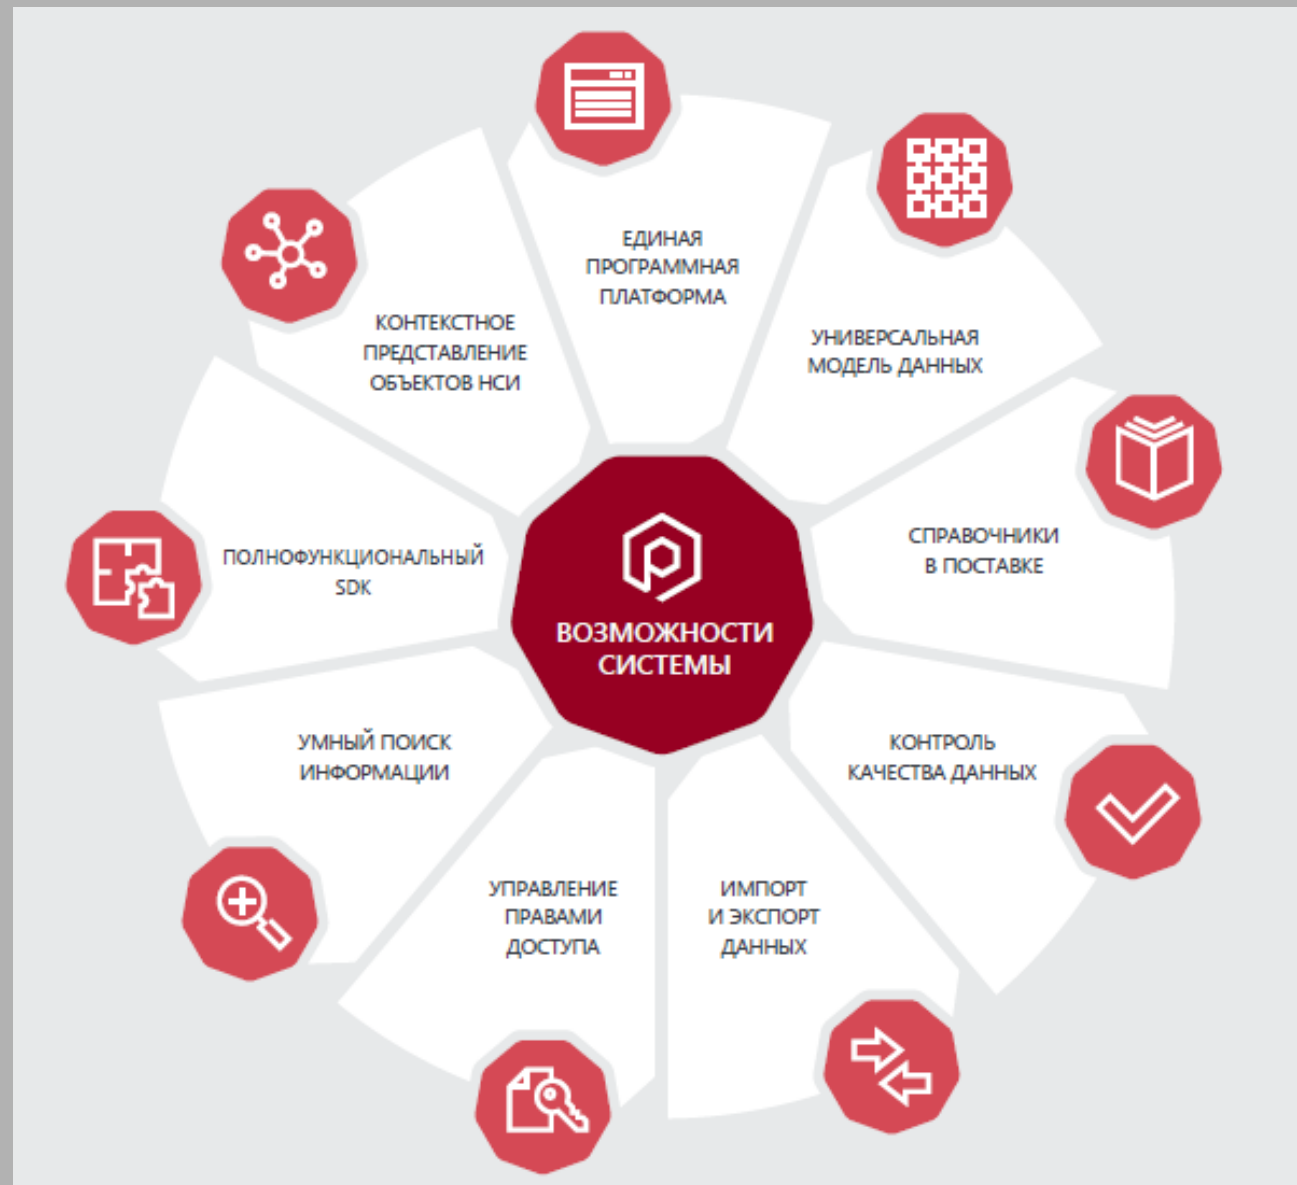 ЕДИНАЯ
ПРОГРАММНАЯ
ПЛАТФОРМА
УНИВЕРСАЛЬНАЯ
МОДЕЛЬ ДАННЫХ
СПРАВОЧНИКИ
В ПОСТАВКЕ
КОНТРОЛЬ
КАЧЕСТВА ДАННЫХ
ИМПОРТ
И ЭКСПОРТ
ДАННЫХ
УПРАВЛЕНИЕ
ПРАВАМИ
ДОСТУПА
УМНЫЙ ПОИСК
ИНФОРМАЦИИ
ПОЛНОФУНКЦИОНАЛЬНЫЙ
SDK
КОНТЕКСТНОЕ
ПРЕДСТАВЛЕНИЕ
ОБЪЕКТОВ НСИ
ВОЗМОЖНОСТИ
СИСТЕМЫ